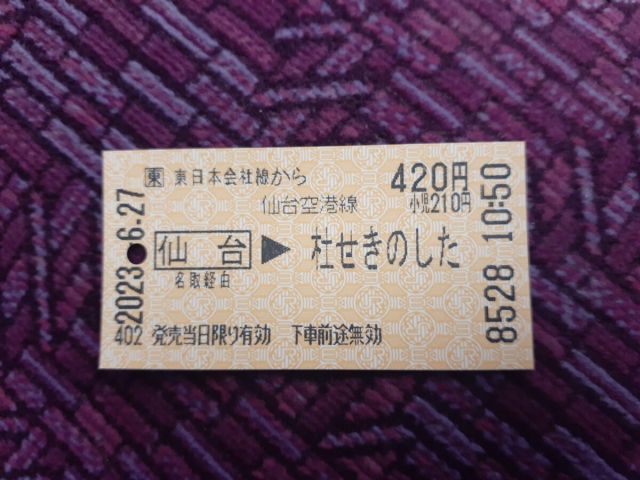 東 東日本会社線から 420円
仙台空港線 小児210円
仙台 ▶ 杜せきのした
名取経由
402 発売当日限り有効 下車前途無効
2023.-6.27
8528 10:50